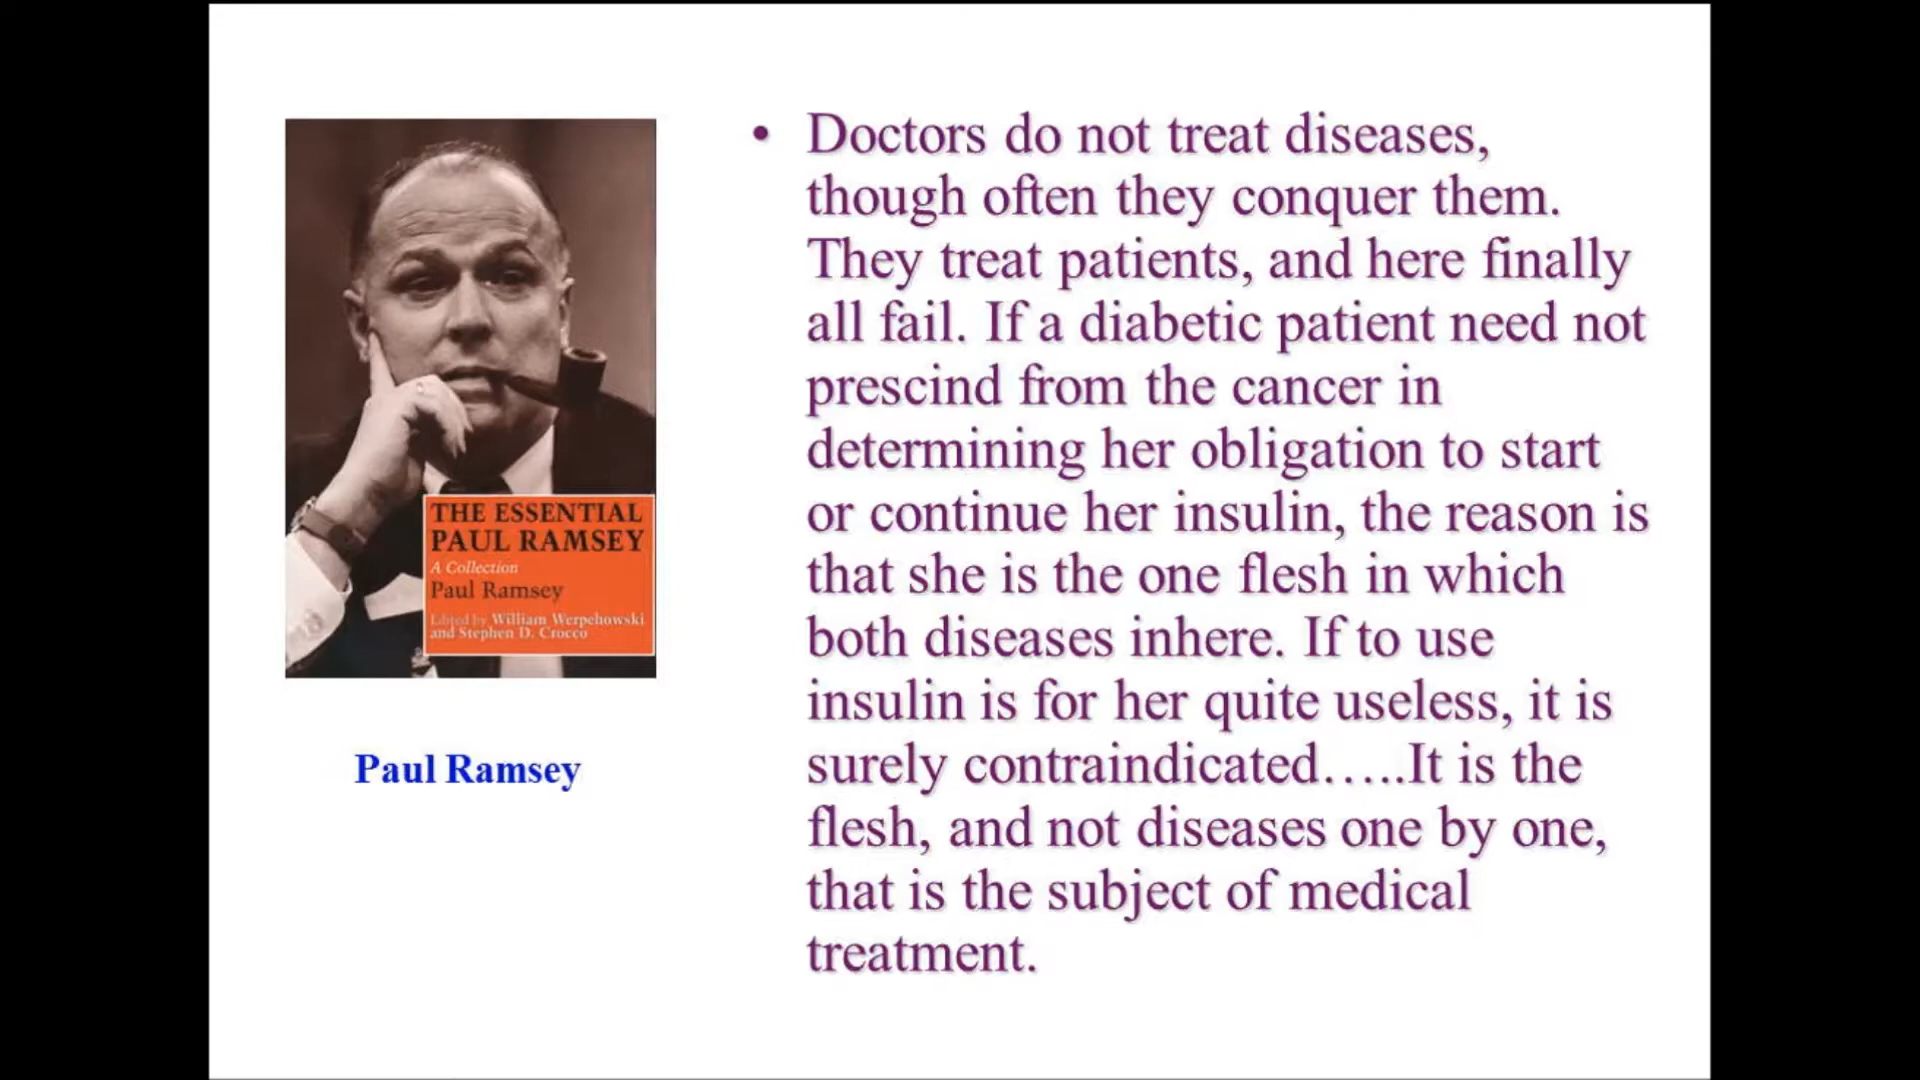 THE ESSENTIAL
PAUL RAMSEY
A Collection
Paul Ramsey
Edited by William Werpehowski
and Stephen D. Crocco
Paul Ramsey
• Doctors do not treat diseases,
though often they conquer them.
They treat patients, and here finally
all fail. If a diabetic patient need not
prescind from the cancer in
determining her obligation to start
or continue her insulin, the reason is
that she is the one flesh in which
both diseases inhere. If to use
insulin is for her quite useless, it is
surely contraindicated…..It is the
flesh, and not diseases one by one,
that is the subject of medical
treatment.